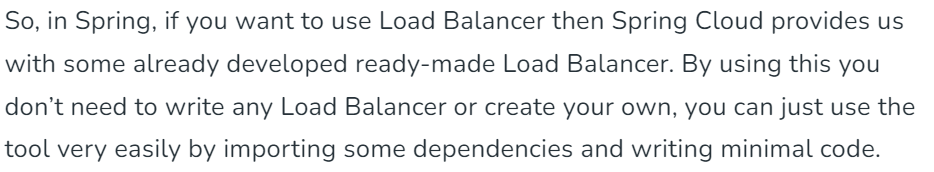 So, in Spring, if you want to use Load Balancer then Spring Cloud provides us
with some already developed ready-made Load Balancer. By using this you
don’t need to write any Load Balancer or create your own, you can just use the
tool very easily by importing some dependencies and writing minimal code.